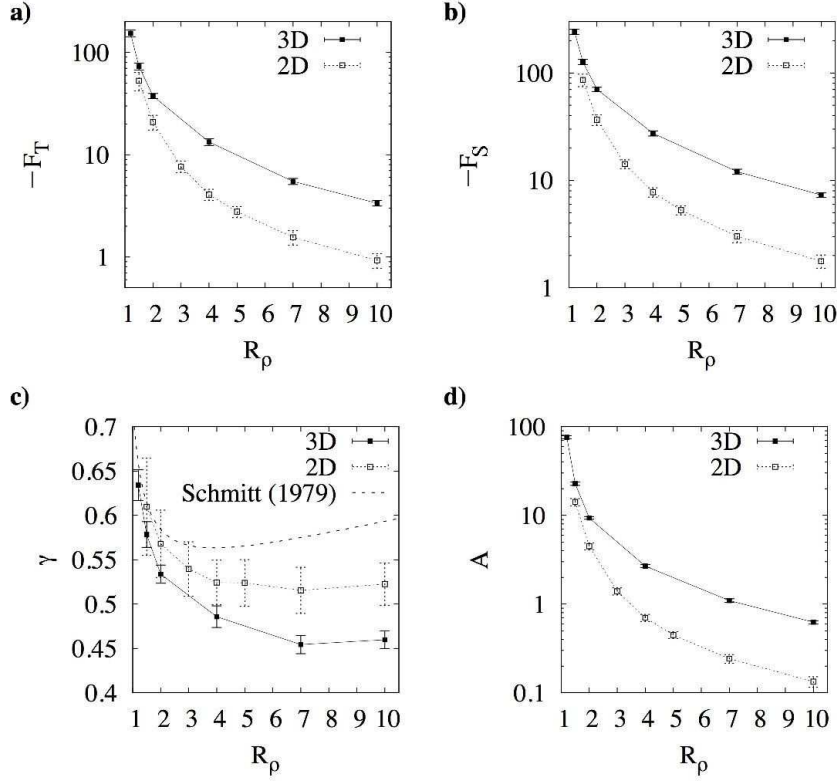 a)
3D
2D
100
10
1
−F_T
1 2 3 4 5 6 7 8 9 10
R_ρ
b)
3D
2D
100
10
1
−F_S
1 2 3 4 5 6 7 8 9 10
R_ρ
c)
3D
2D
Schmitt (1979)
0.7
0.65
0.6
0.55
0.5
0.45
0.4
γ
1 2 3 4 5 6 7 8 9 10
R_ρ
d)
3D
2D
100
10
1
0.1
A
1 2 3 4 5 6 7 8 9 10
R_ρ